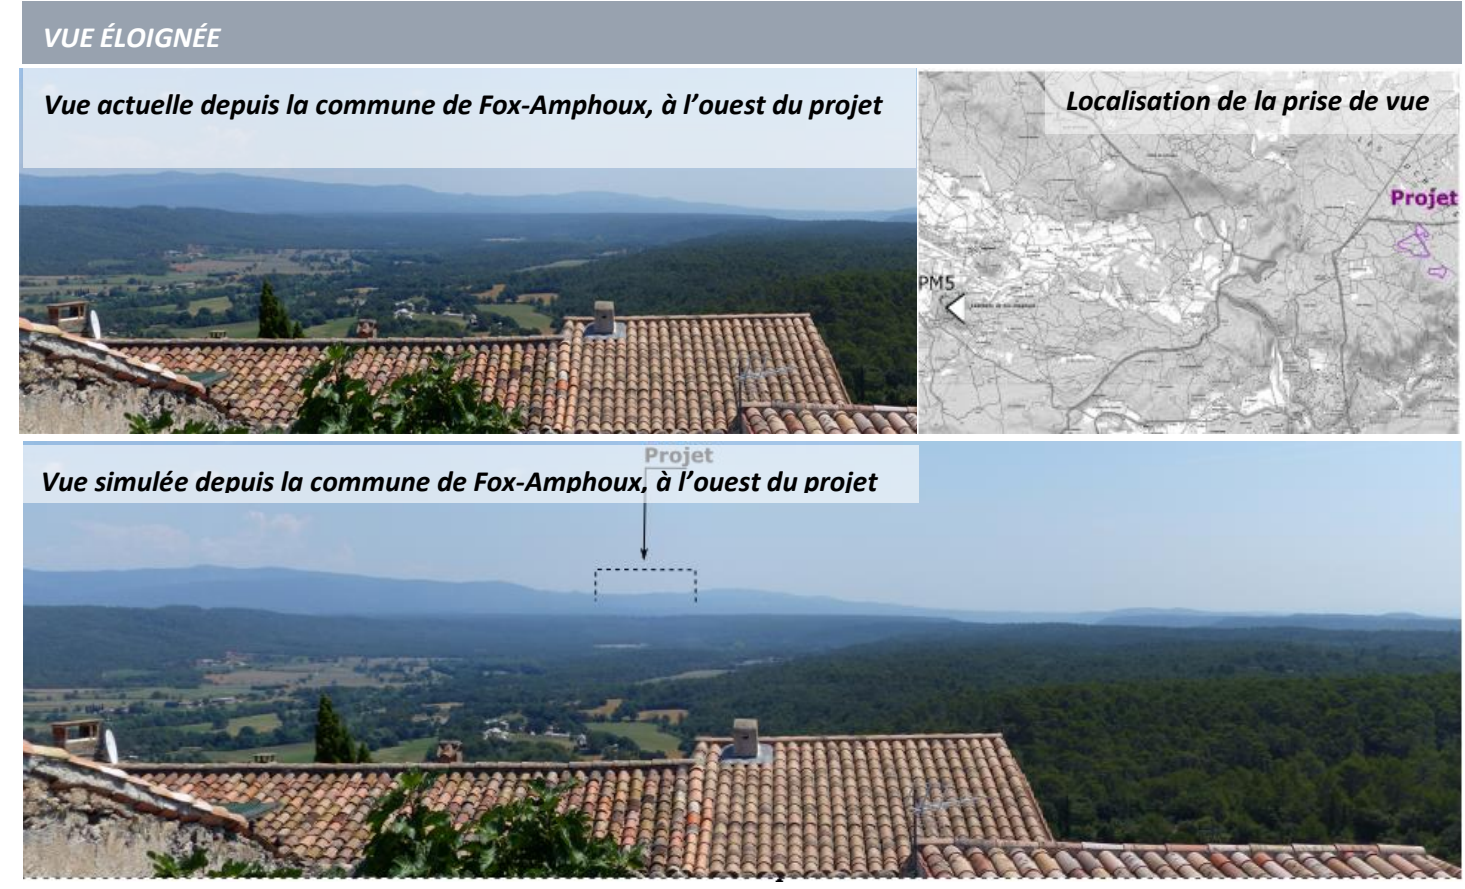 VUE ÉLOIGNÉE
Vue actuelle depuis la commune de Fox-Amphoux, à l'ouest du projet
Localisation de la prise de vue
Projet
PM5
Projet
Vue simulée depuis la commune de Fox-Amphoux, à l'ouest du projet